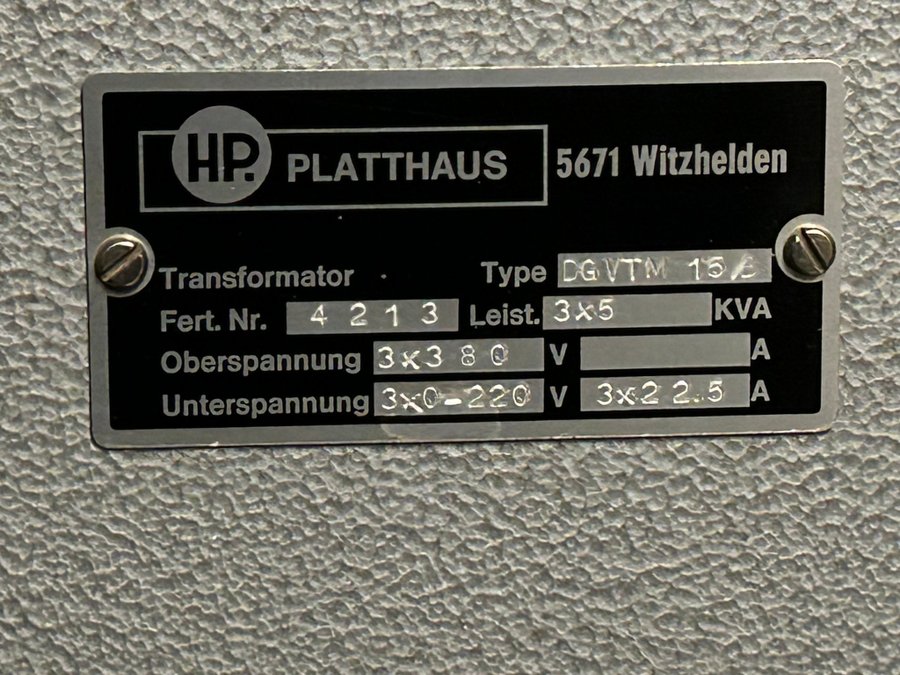 HP. PLATTHAUS 5671 Witzhelden
Transformator Type DGVTM
Fert. Nr. 4213 Leist. 3x5 KVA
Oberspannung 3x380 V A
Unterspannung 3x0-220 V 3x22.5 A